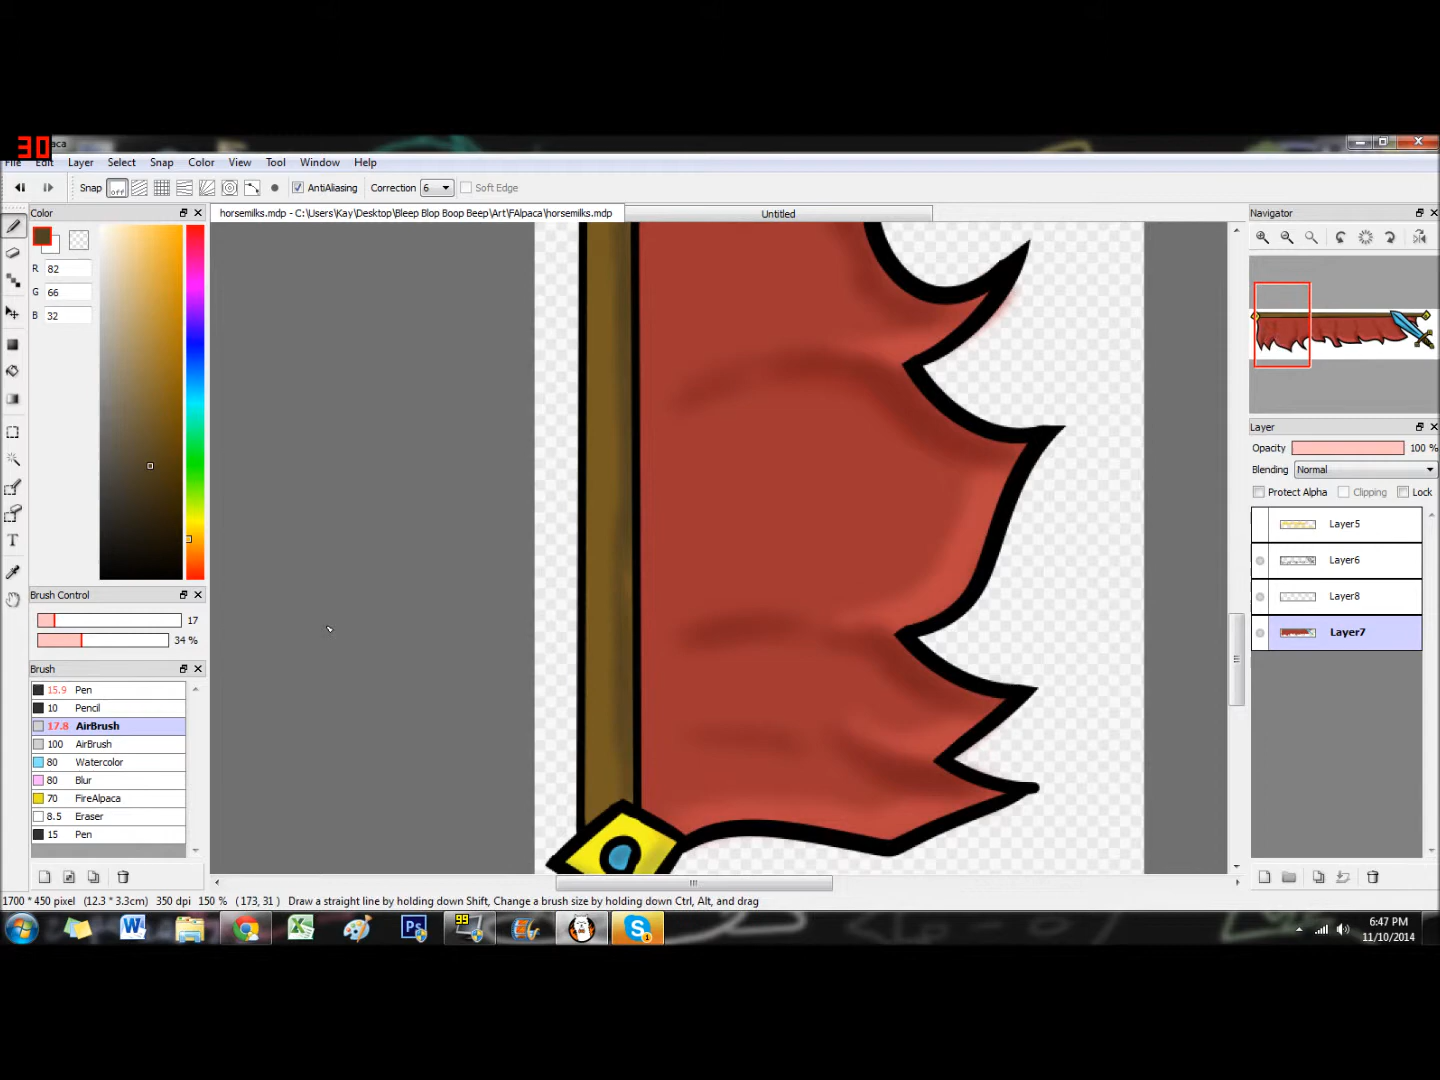 30 aca
File Edit Layer Select Snap Color View Tool Window Help
Snap off AntiAliasing Correction 6 Soft Edge
Color
horsemilks.mdp - C:\Users\Kay\Desktop\Bleep Blop Boop Beep\Art\FAlpaca\horsemilks.mdp
Untitled
Navigator
R 82
G 66
B 32
Layer
Opacity 100 %
Blending Normal
Protect Alpha Clipping Lock
Layer5
Layer6
Layer8
Layer7
Brush Control
17
34 %
Brush
15.9 Pen
10 Pencil
17.8 AirBrush
100 AirBrush
80 Watercolor
80 Blur
70 FireAlpaca
8.5 Eraser
15 Pen
1700 * 450 pixel (12.3 * 3.3cm) 350 dpi 150 % (173, 31) Draw a straight line by holding down Shift, Change a brush size by holding down Ctrl, Alt, and drag
99
Ps
1
6:47 PM
11/10/2014